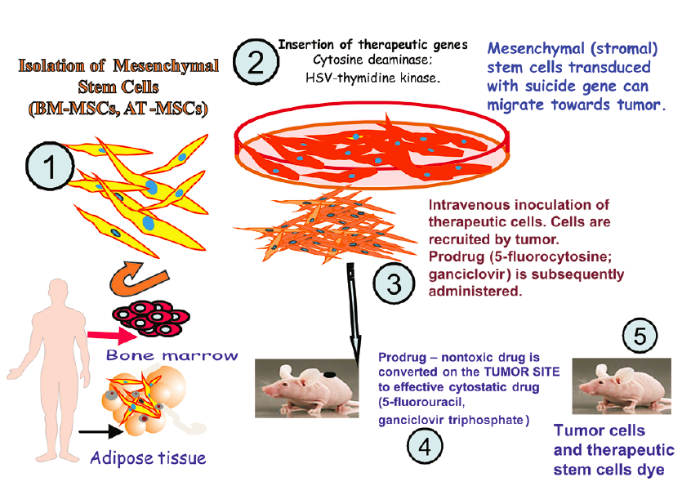 Isolation of Mesenchymal
Stem Cells
(BM-MSCs, AT -MSCs)
1
Bone marrow
Adipose tissue
2
Insertion of therapeutic genes
Cytosine deaminase;
HSV-thymidine kinase.
Mesenchymal (stromal)
stem cells transduced
with suicide gene can
migrate towards tumor.
Intravenous inoculation of
therapeutic cells. Cells are
recruited by tumor.
Prodrug (5-fluorocytosine;
ganciclovir) is subsequently
administered.
3
Prodrug – nontoxic drug is
converted on the TUMOR SITE
to effective cytostatic drug
(5-fluorouracil,
ganciclovir triphosphate)
4
5
Tumor cells
and therapeutic
stem cells dye